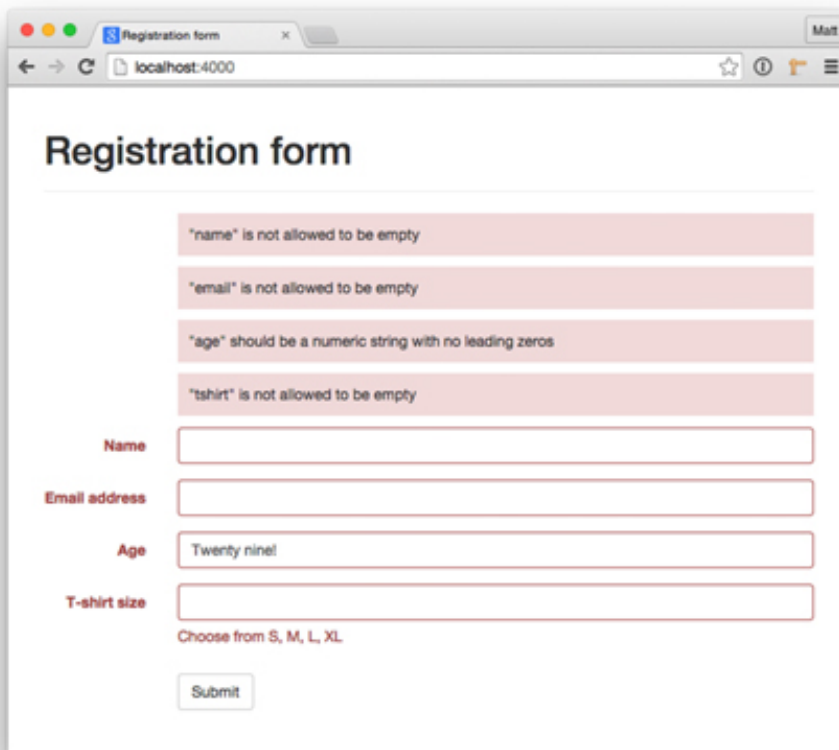 Registration form
Matt
localhost:4000
Registration form
"name" is not allowed to be empty
"email" is not allowed to be empty
"age" should be a numeric string with no leading zeros
"tshirt" is not allowed to be empty
Name
Email address
Age Twenty nine!
T-shirt size
Choose from S, M, L, XL
Submit